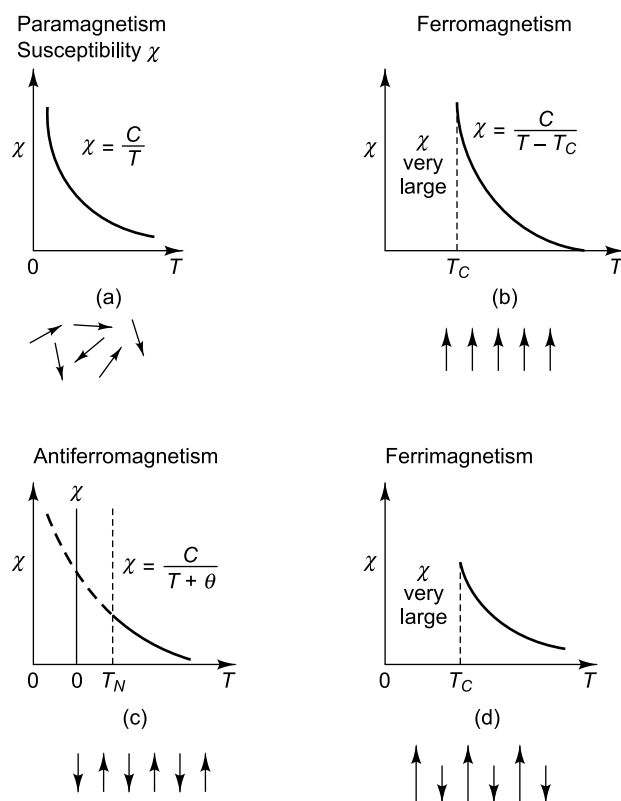 Paramagnetism
Susceptibility χ
χ
χ = C/T
0
T
(a)
Ferromagnetism
χ
χ
very
large
χ = C/(T − T_C)
T_C
T
(b)
Antiferromagnetism
χ
χ
χ = C/(T + θ)
0
0
T_N
T
(c)
Ferrimagnetism
χ
χ
very
large
0
T_C
T
(d)